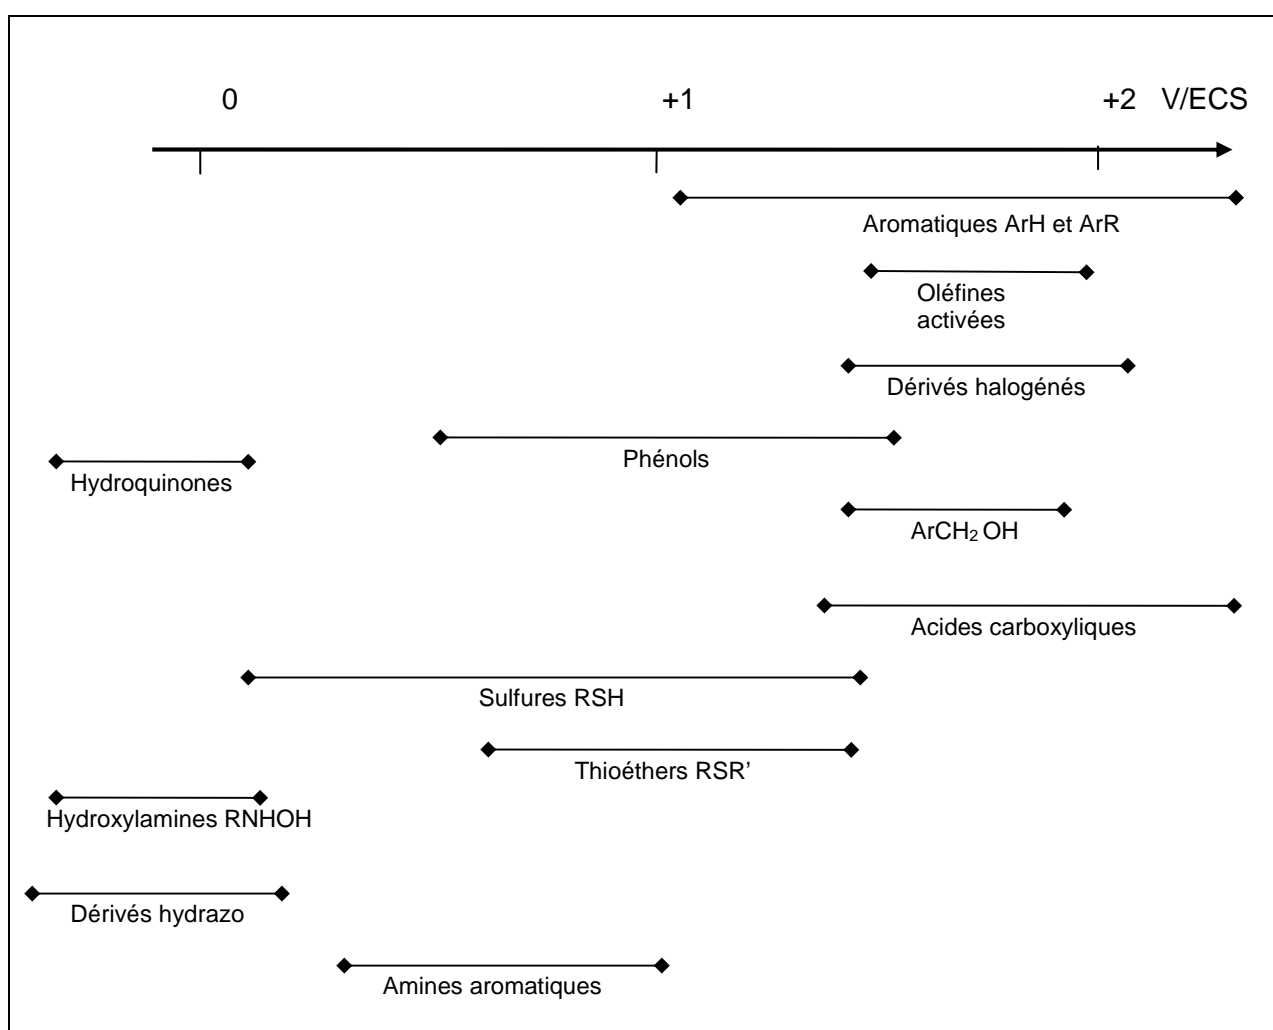 0 +1 +2 V/ECS
Aromatiques ArH et ArR
Oléfines
activées
Dérivés halogénés
Phénols
Hydroquinones
ArCH₂ OH
Acides carboxyliques
Sulfures RSH
Thioéthers RSR’
Hydroxylamines RNHOH
Dérivés hydrazo
Amines aromatiques